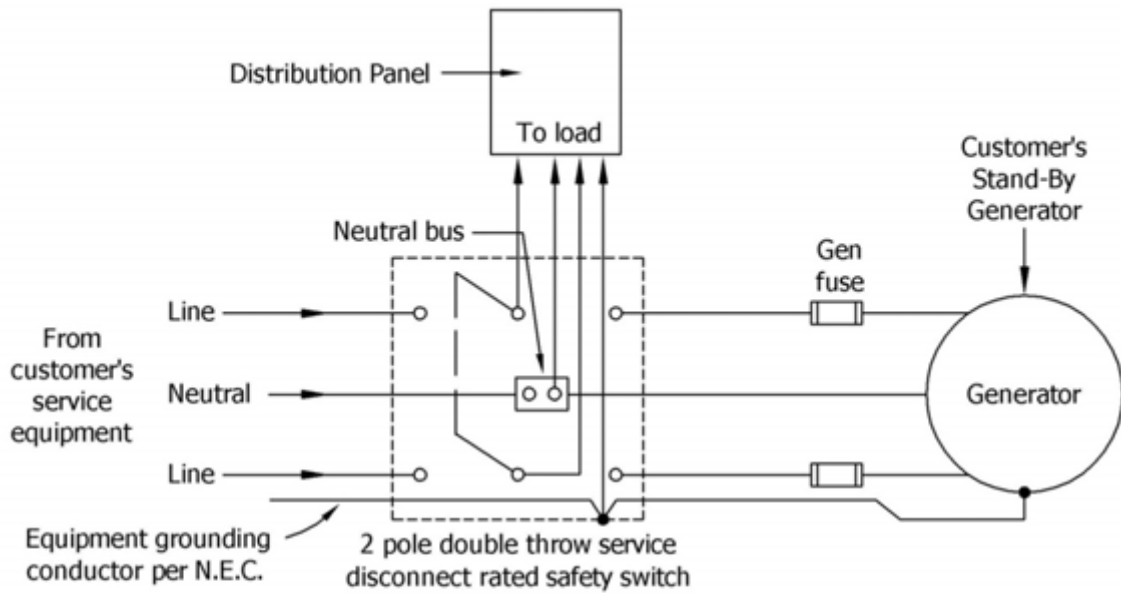 Distribution Panel
To load
Customer's
Stand-By
Generator
Neutral bus
Gen
fuse
Line
From
customer's
service
equipment
Neutral
Generator
Line
Equipment grounding
conductor per N.E.C.
2 pole double throw service
disconnect rated safety switch